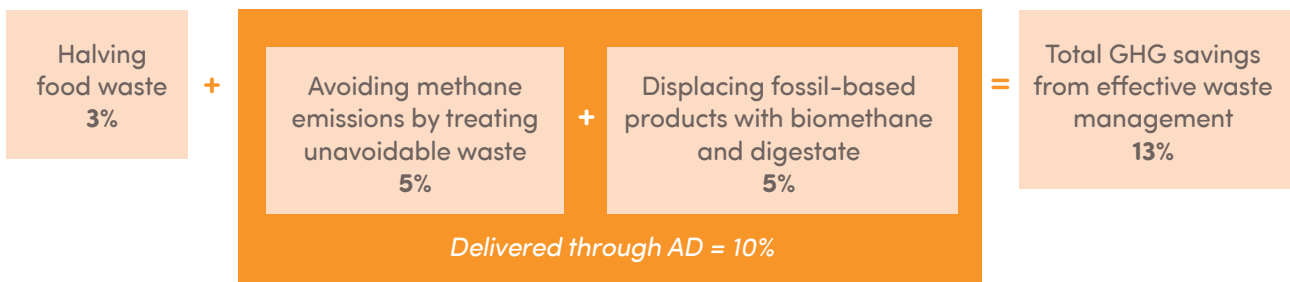 Halving
food waste
3%
+
Avoiding methane
emissions by treating
unavoidable waste
5%
+
Displacing fossil-based
products with biomethane
and digestate
5%
Delivered through AD = 10%
=
Total GHG savings
from effective waste
management
13%